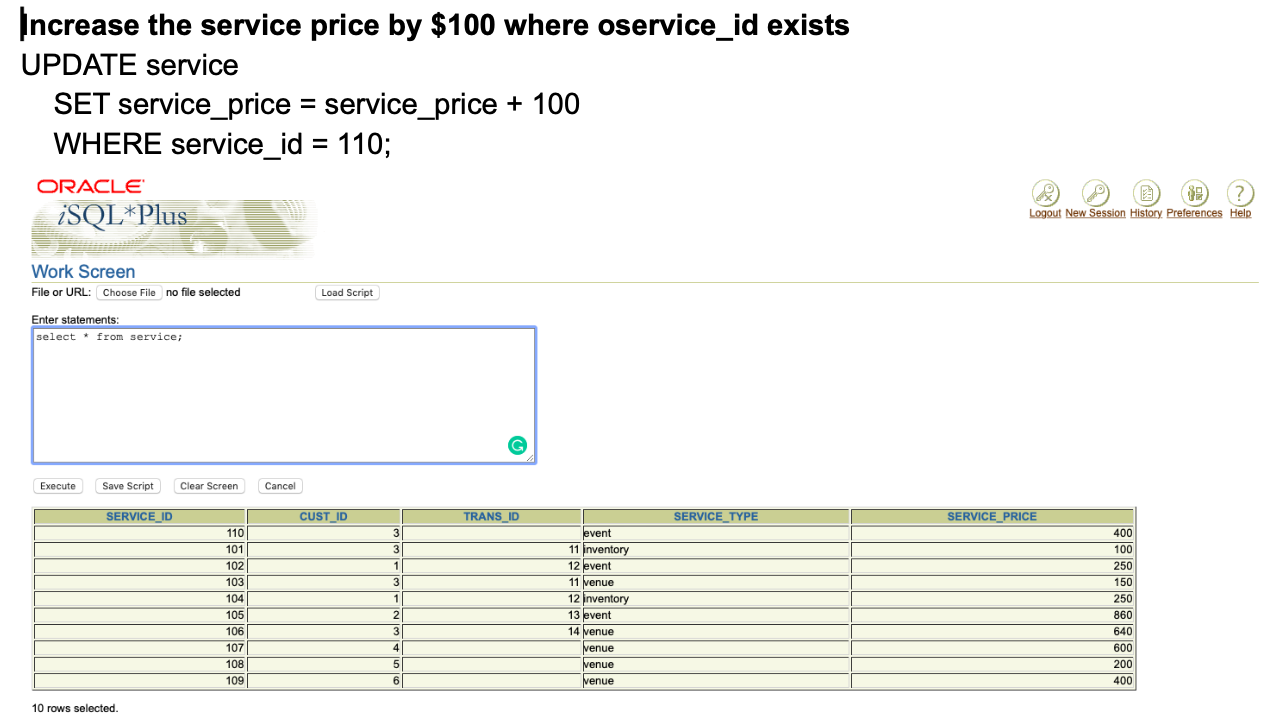 Increase the service price by $100 where oservice_id exists
UPDATE service
SET service_price = service_price + 100
WHERE service_id = 110;
ORACLE
iSQL*Plus
Logout New Session History Preferences Help
Work Screen
File or URL: Choose File no file selected Load Script
Enter statements:
select * from service;
Execute Save Script Clear Screen Cancel
SERVICE_ID CUST_ID TRANS_ID SERVICE_TYPE SERVICE_PRICE
110 3 event 400
101 3 11 inventory 100
102 1 12 event 250
103 3 11 venue 150
104 1 12 inventory 250
105 2 13 event 860
106 3 14 venue 640
107 4 venue 600
108 5 venue 200
109 6 venue 400
10 rows selected.